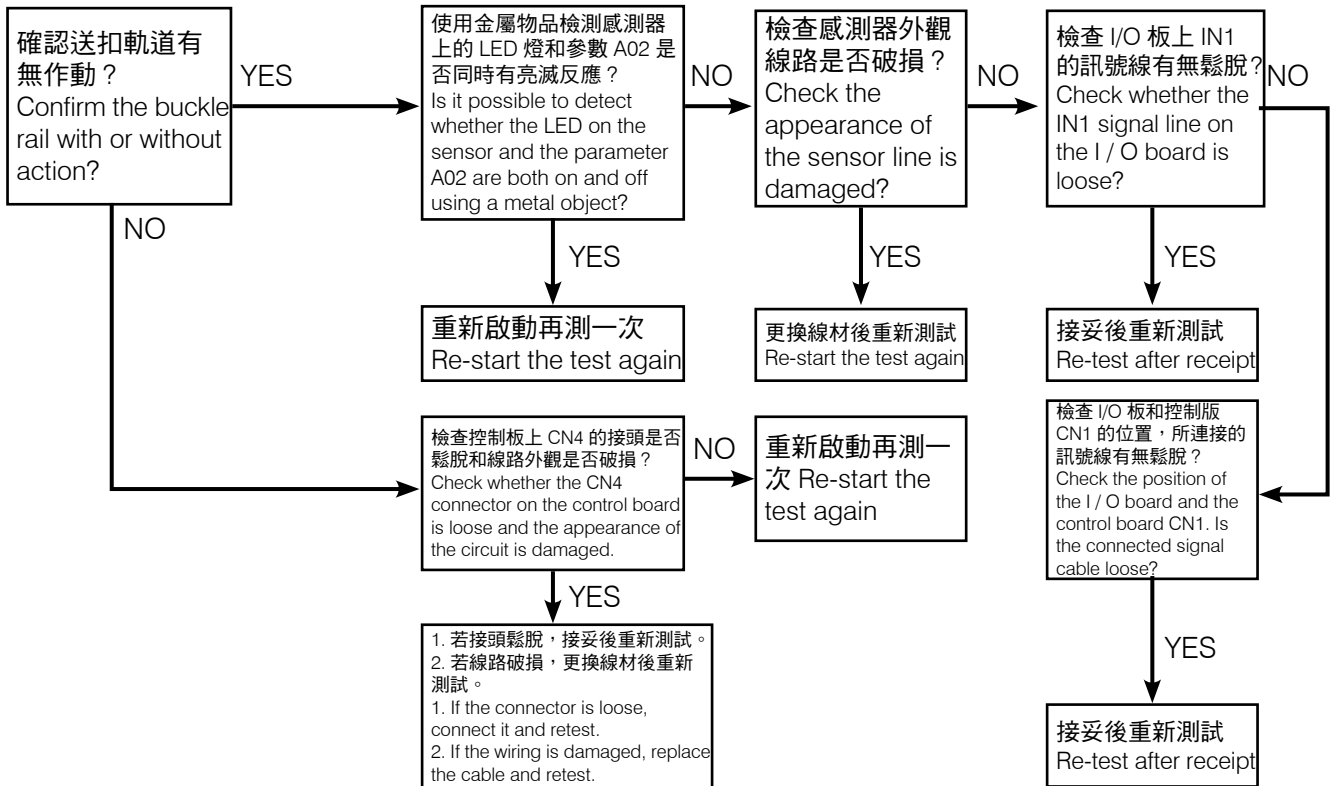 確認送扣軌道有
無作動？
Confirm the buckle
rail with or without
action?
YES
NO
使用金屬物品檢測感測器
上的 LED 燈和參數 A02 是
否同時有亮滅反應？
Is it possible to detect
whether the LED on the
sensor and the parameter
A02 are both on and off
using a metal object?
NO
YES
重新啟動再測一次
Re-start the test again
檢查感測器外觀
線路是否破損？
Check the
appearance of
the sensor line is
damaged?
NO
YES
更換線材後重新測試
Re-start the test again
檢查 I/O 板上 IN1
的訊號線有無鬆脫?
Check whether the
IN1 signal line on
the I / O board is
loose?
NO
YES
接妥後重新測試
Re-test after receipt
檢查控制板上 CN4 的接頭是否
鬆脫和線路外觀是否破損？
Check whether the CN4
connector on the control board
is loose and the appearance of
the circuit is damaged.
NO
YES
重新啟動再測一
次 Re-start the
test again
1. 若接頭鬆脫，接妥後重新測試。
2. 若線路破損，更換線材後重新
測試。
1. If the connector is loose,
connect it and retest.
2. If the wiring is damaged, replace
the cable and retest.
檢查 I/O 板和控制版
CN1 的位置，所連接的
訊號線有無鬆脫？
Check the position of
the I / O board and the
control board CN1. Is
the connected signal
cable loose?
YES
接妥後重新測試
Re-test after receipt